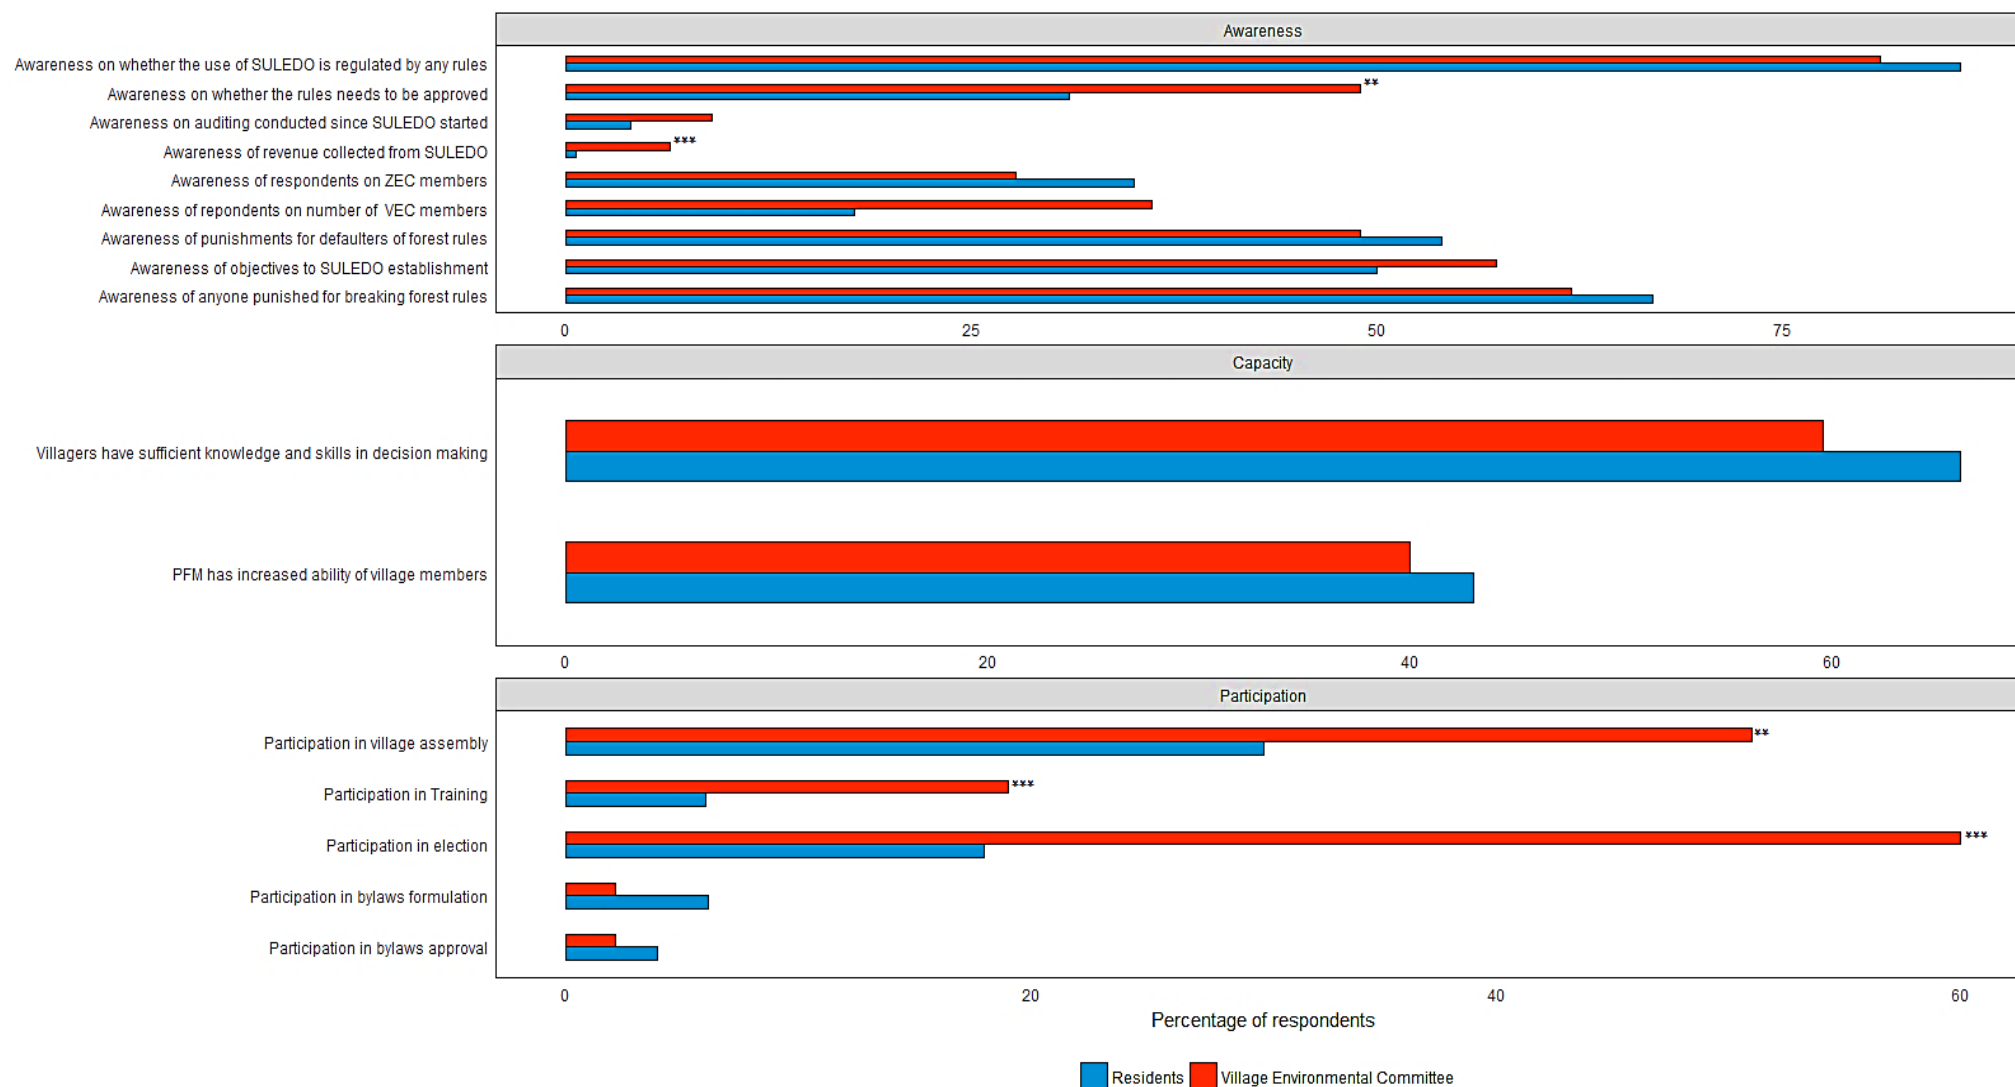 Awareness
Awareness on whether the use of SULEDO is regulated by any rules
Awareness on whether the rules needs to be approved
**
Awareness on auditing conducted since SULEDO started
Awareness of revenue collected from SULEDO
***
Awareness of respondents on ZEC members
Awareness of repondents on number of VEC members
Awareness of punishments for defaulters of forest rules
Awareness of objectives to SULEDO establishment
Awareness of anyone punished for breaking forest rules
0 25 50 75
Capacity
Villagers have sufficient knowledge and skills in decision making
PFM has increased ability of village members
0 20 40 60
Participation
Participation in village assembly
**
Participation in Training
***
Participation in election
***
Participation in bylaws formulation
Participation in bylaws approval
0 20 40 60
Percentage of respondents
Residents Village Environmental Committee